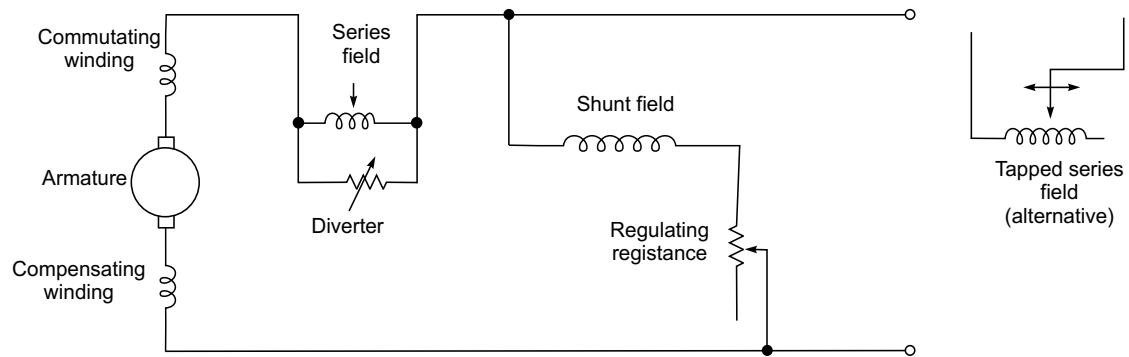 Commutating
winding
Series
field
Shunt field
Armature
Diverter
Regulating
registance
Compensating
winding
Tapped series
field
(alternative)